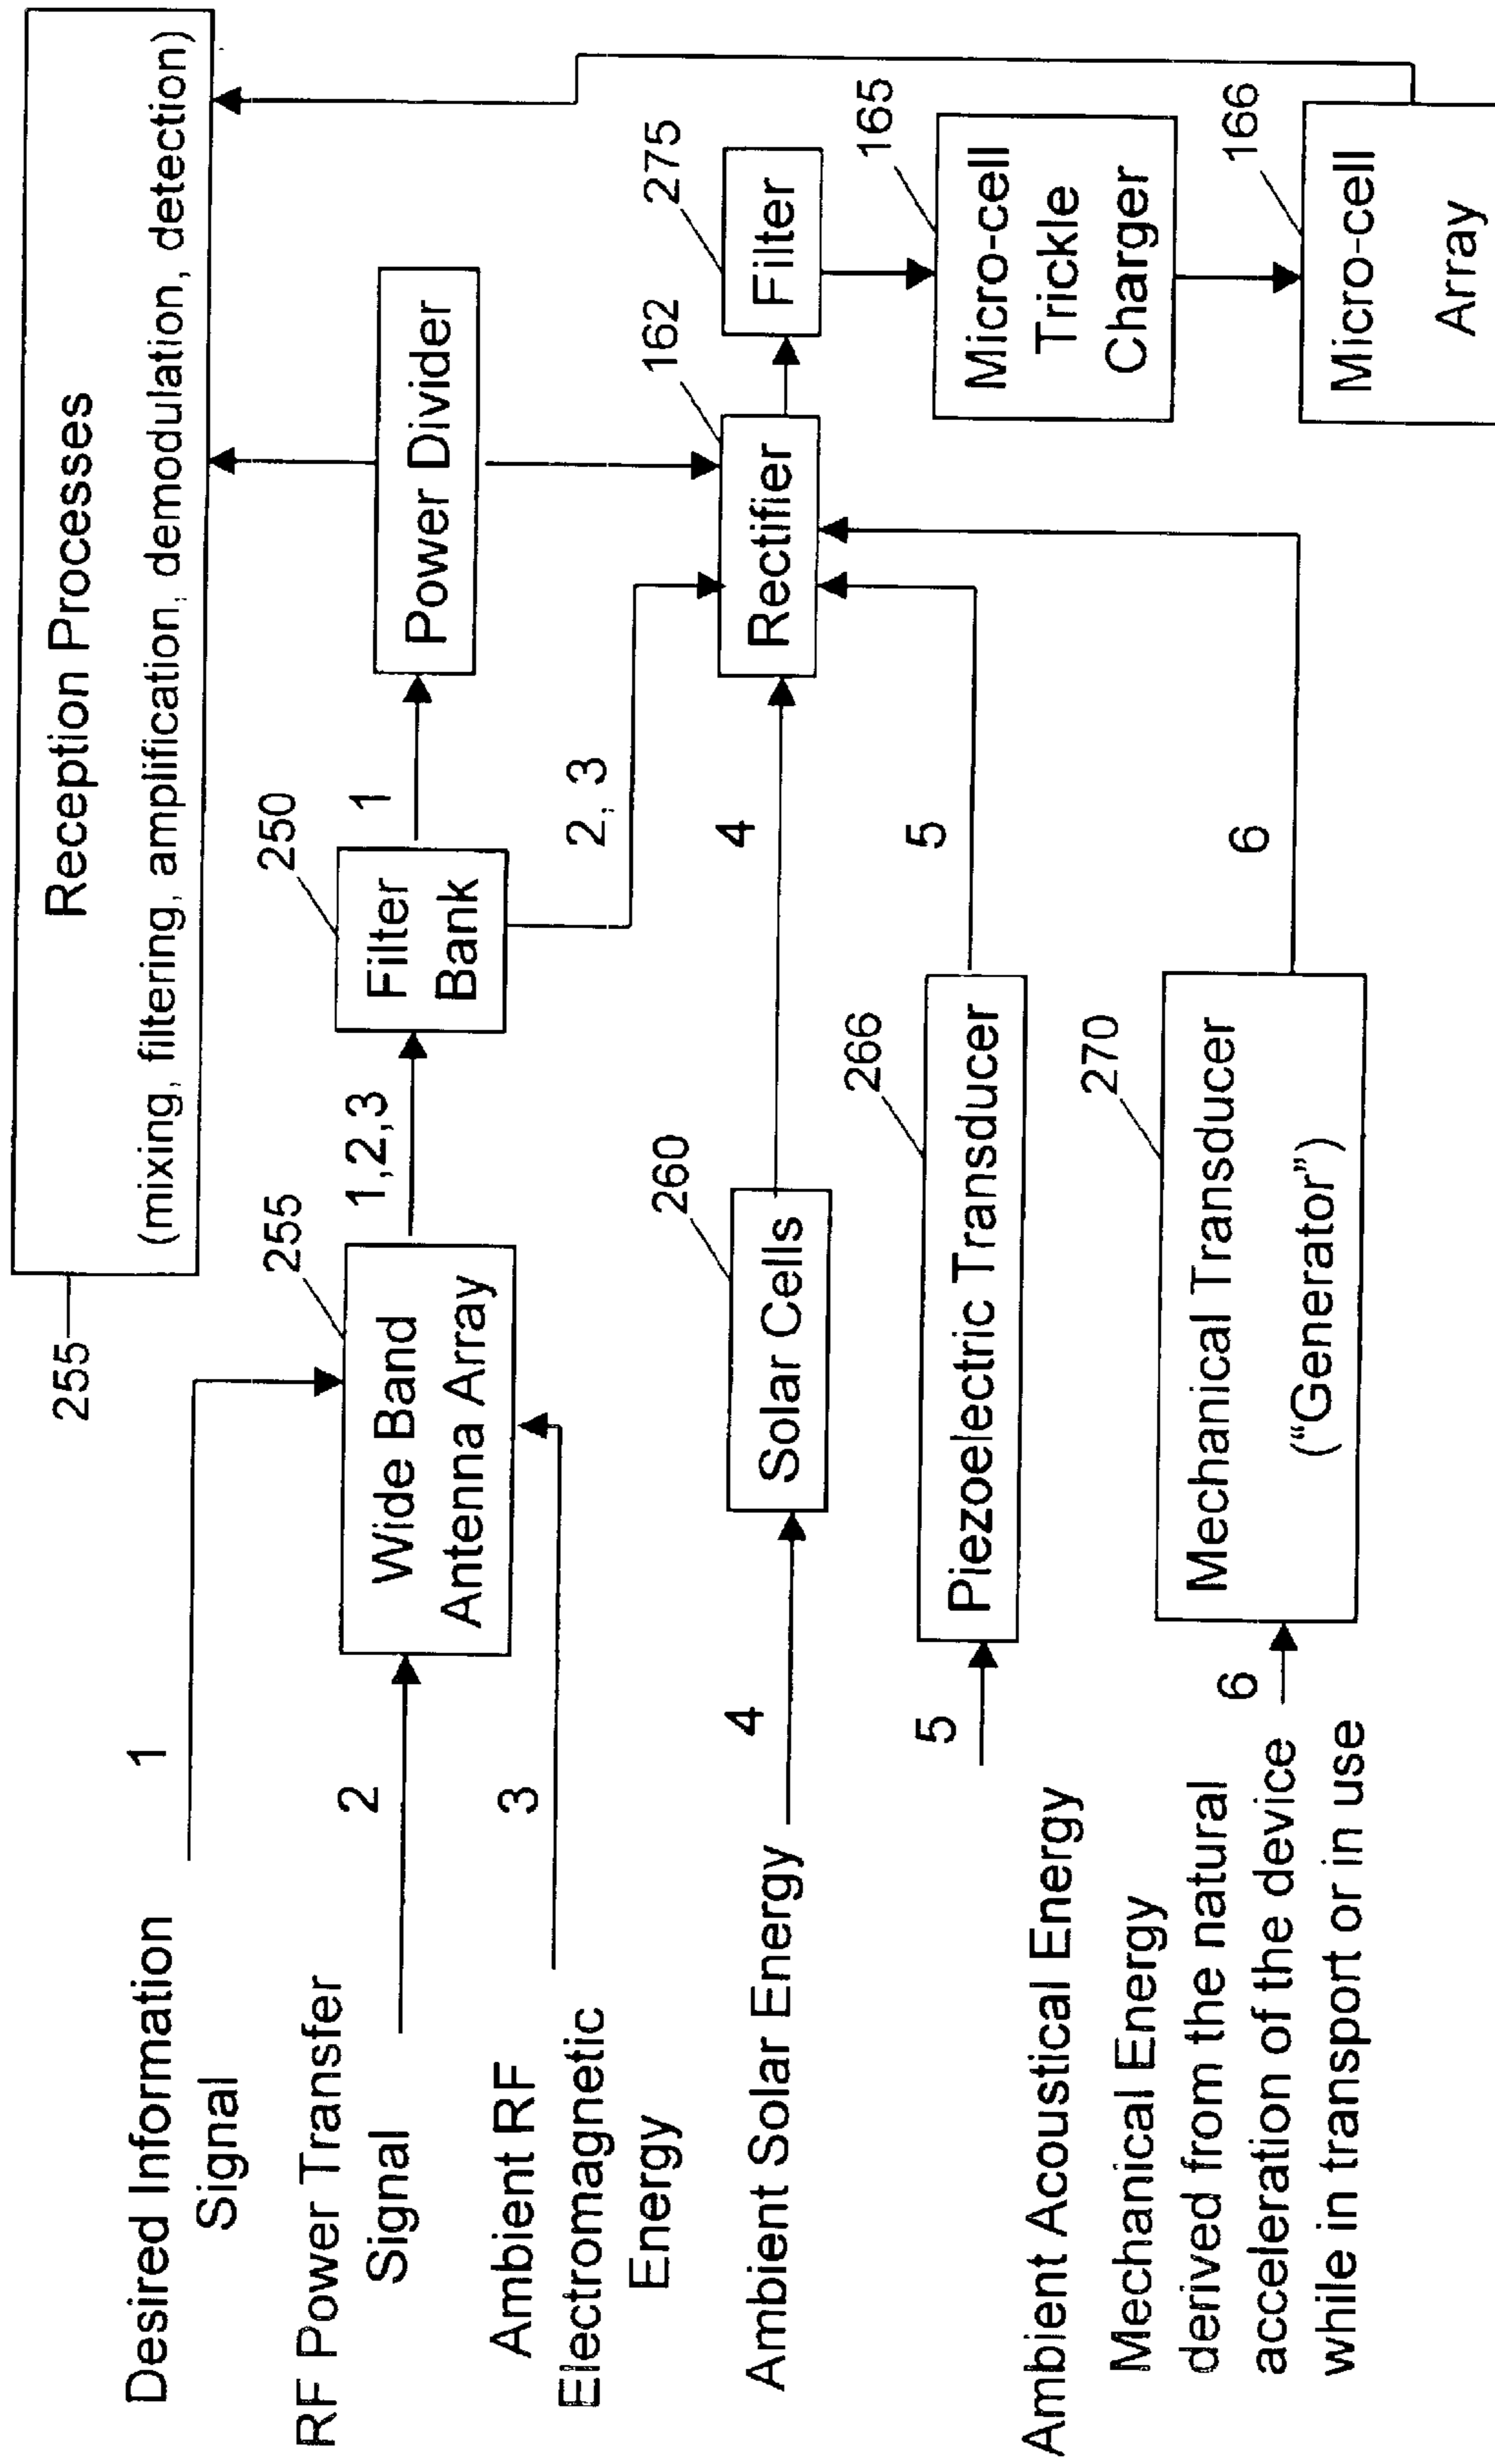 255
Reception Processes
(mixing, filtering, amplification, demodulation, detection)
Desired Information
Signal
1
RF Power Transfer
Signal
2
Ambient RF
Electromagnetic
Energy
3
255
Wide Band
Antenna Array
1,2,3
250
Filter
Bank
1
2, 3
Power Divider
Ambient Solar Energy
4
260
Solar Cells
4
162
Rectifier
275
Filter
Ambient Acoustical Energy
5
266
Piezoelectric Transducer
5
165
Micro-cell
Trickle
Charger
Mechanical Energy
derived from the natural
acceleration of the device
while in transport or in use
6
270
Mechanical Transducer
(“Generator”)
6
166
Micro-cell
Array